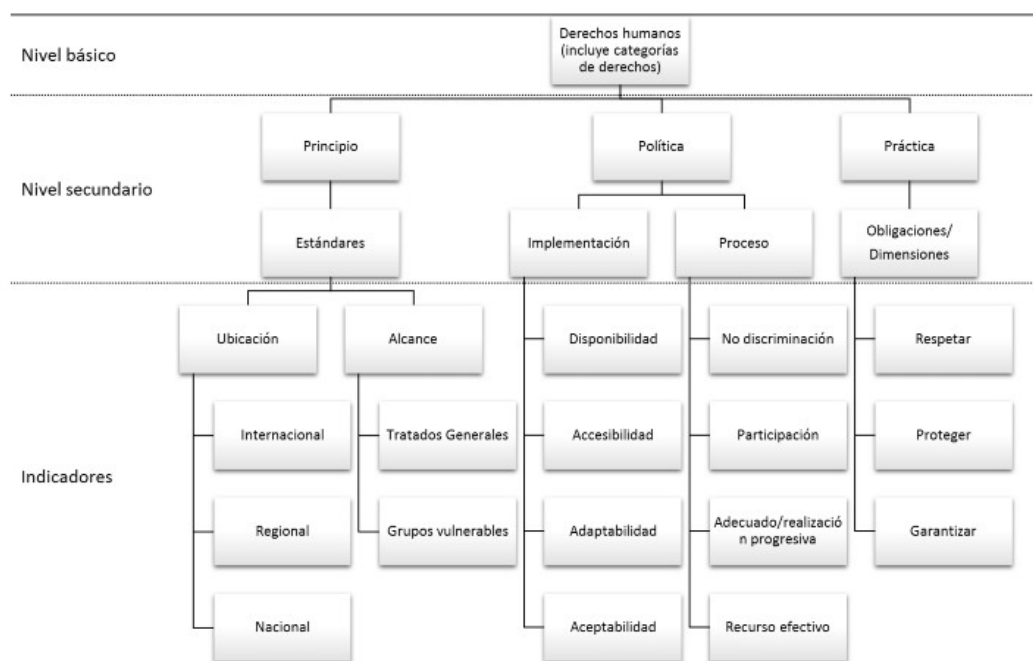 Nivel básico
Derechos humanos
(incluye categorías
de derechos)
Nivel secundario
Principio
Política
Práctica
Estándares
Implementación
Proceso
Obligaciones/
Dimensiones
Indicadores
Ubicación
Alcance
Disponibilidad
No discriminación
Respetar
Internacional
Tratados Generales
Accesibilidad
Participación
Proteger
Regional
Grupos vulnerables
Adaptabilidad
Adecuado/realizació
n progresiva
Garantizar
Nacional
Aceptabilidad
Recurso efectivo